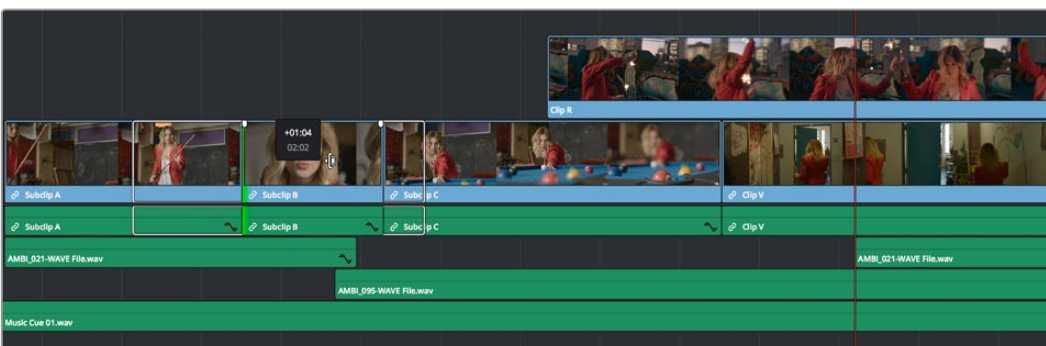 Clip R
+01:04
02:02
Subclip A
Subclip B
Subclip C
Clip V
Subclip A
Subclip B
Subclip C
Clip V
AMBI_021-WAVE File.wav
AMBI_021-WAVE File.wav
AMBI_095-WAVE File.wav
Music Cue 01.wav